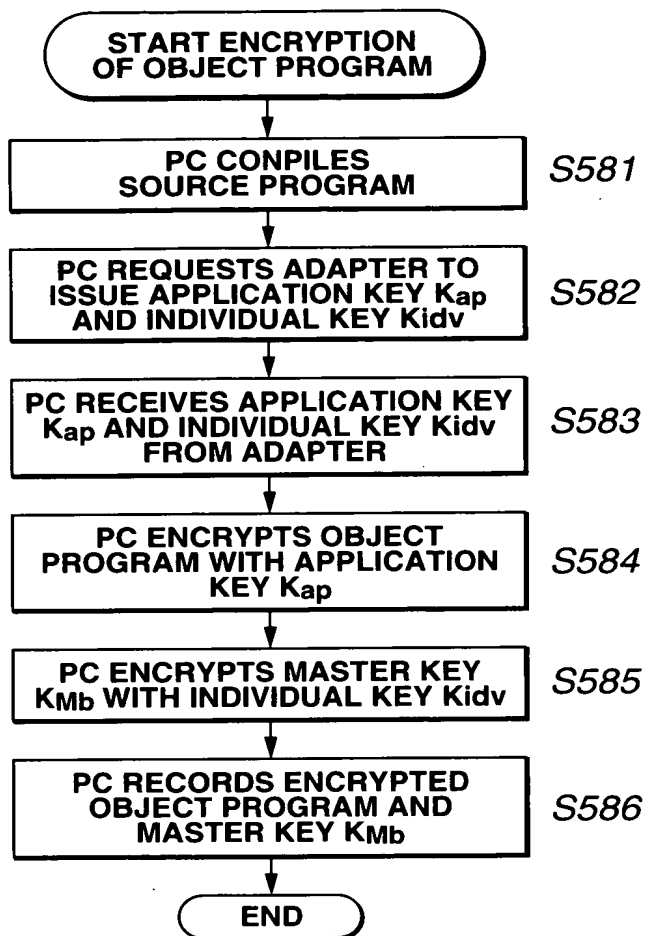 START ENCRYPTION
OF OBJECT PROGRAM
PC CONPILES
SOURCE PROGRAM
S581
PC REQUESTS ADAPTER TO
ISSUE APPLICATION KEY Kap
AND INDIVIDUAL KEY Kidv
S582
PC RECEIVES APPLICATION KEY
Kap AND INDIVIDUAL KEY Kidv
FROM ADAPTER
S583
PC ENCRYPTS OBJECT
PROGRAM WITH APPLICATION
KEY Kap
S584
PC ENCRYPTS MASTER KEY
KMb WITH INDIVIDUAL KEY Kidv
S585
PC RECORDS ENCRYPTED
OBJECT PROGRAM AND
MASTER KEY KMb
S586
END